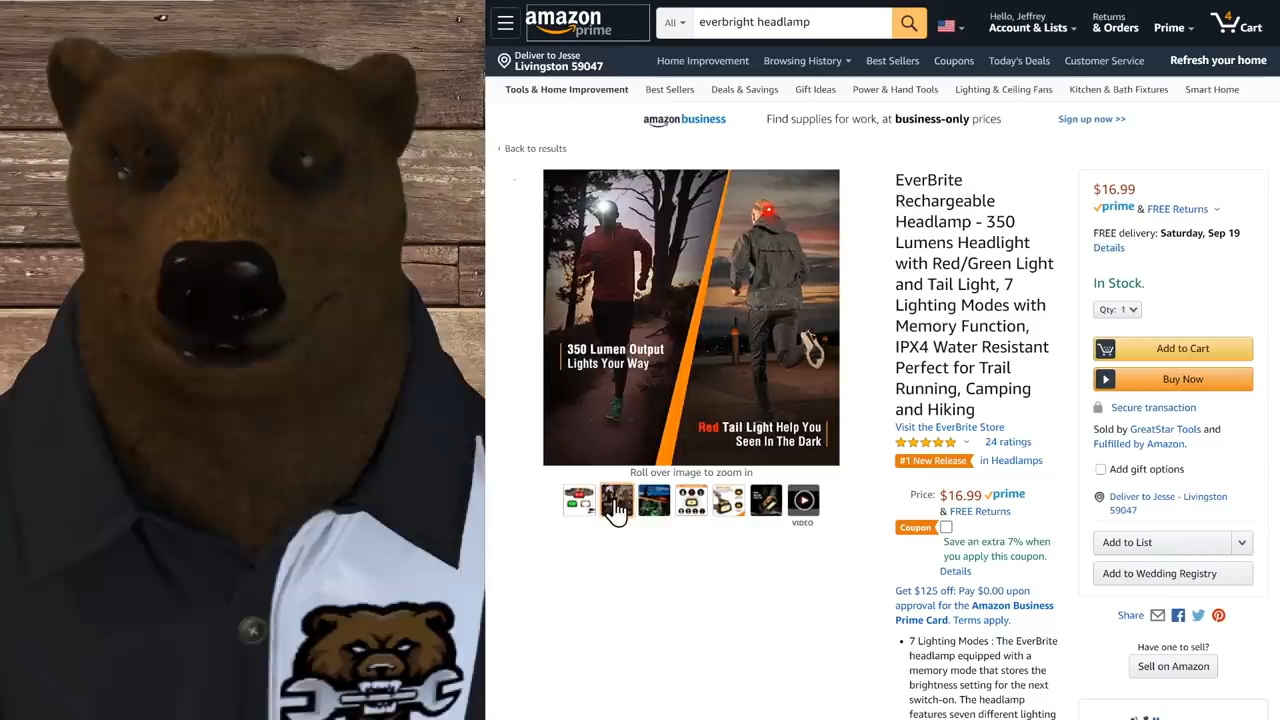 amazon
prime
All
everbright headlamp
Hello, Jeffrey
Account & Lists
Returns
& Orders
Prime
4
Cart
Deliver to Jesse
Livingston 59047
Home Improvement
Browsing History
Best Sellers
Coupons
Today's Deals
Customer Service
Refresh your home
Tools & Home Improvement
Best Sellers
Deals & Savings
Gift Ideas
Power & Hand Tools
Lighting & Ceiling Fans
Kitchen & Bath Fixtures
Smart Home
amazon business
Find supplies for work, at business-only prices
Sign up now >>
‹ Back to results
350 Lumen Output
Lights Your Way
Red Tail Light Help You
Seen In The Dark
Roll over image to zoom in
VIDEO
EverBrite
Rechargeable
Headlamp - 350
Lumens Headlight
with Red/Green Light
and Tail Light, 7
Lighting Modes with
Memory Function,
IPX4 Water Resistant
Perfect for Trail
Running, Camping
and Hiking
Visit the EverBrite Store
24 ratings
#1 New Release
in Headlamps
Price: $16.99 prime
& FREE Returns
Coupon
Save an extra 7% when
you apply this coupon.
Details
Get $125 off: Pay $0.00 upon
approval for the Amazon Business
Prime Card. Terms apply.
• 7 Lighting Modes : The EverBrite
headlamp equipped with a
memory mode that stores the
brightness setting for the next
switch-on. The headlamp
features seven different lighting
$16.99
prime & FREE Returns
FREE delivery: Saturday, Sep 19
Details
In Stock.
Qty: 1
Add to Cart
Buy Now
Secure transaction
Sold by GreatStar Tools and
Fulfilled by Amazon.
Add gift options
Deliver to Jesse - Livingston
59047
Add to List
Add to Wedding Registry
Share
Have one to sell?
Sell on Amazon